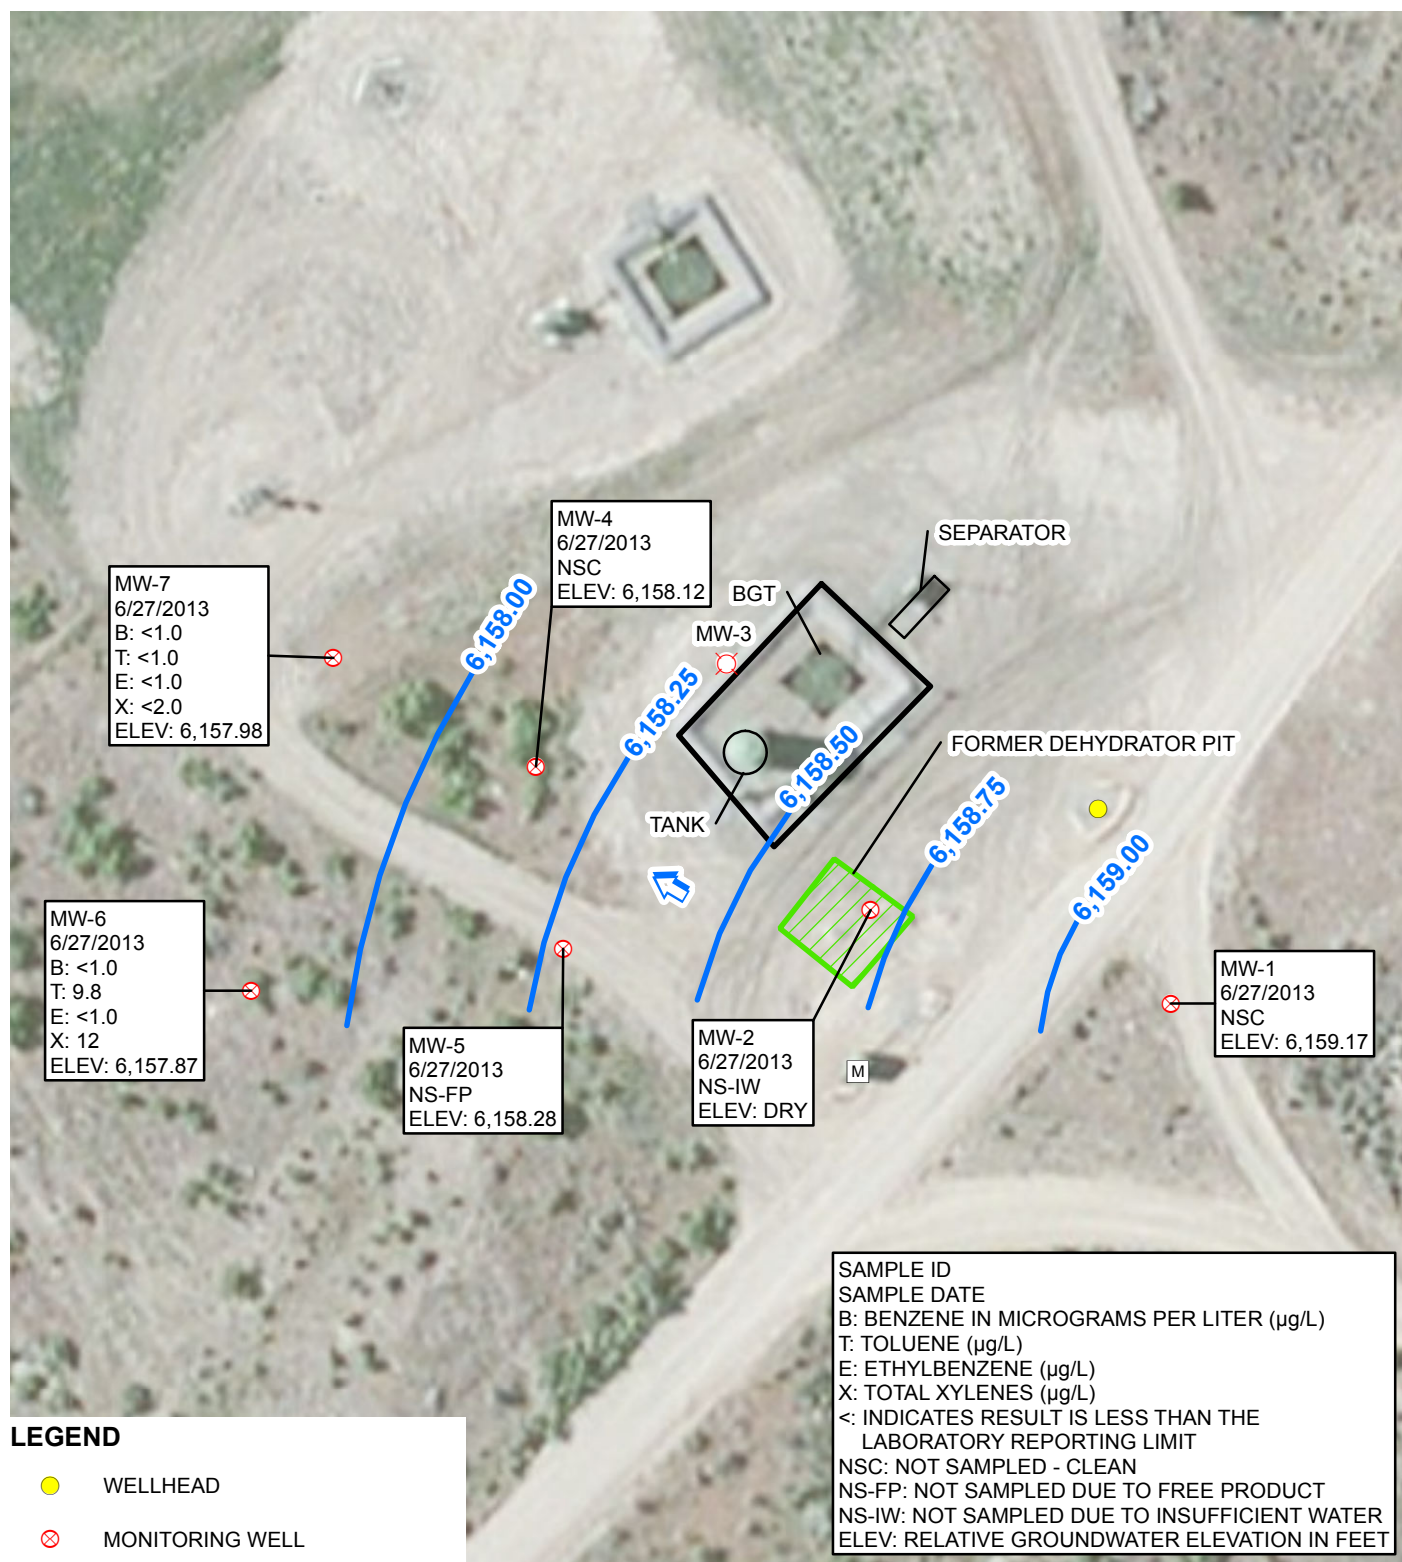 MW-4
6/27/2013
NSC
ELEV: 6,158.12
SEPARATOR
BGT
MW-7
6/27/2013
B: <1.0
T: <1.0
E: <1.0
X: <2.0
ELEV: 6,157.98
6,158.00
MW-3
6,158.25
6,158.50
FORMER DEHYDRATOR PIT
6,158.75
TANK
6,159.00
MW-6
6/27/2013
B: <1.0
T: 9.8
E: <1.0
X: 12
ELEV: 6,157.87
MW-5
6/27/2013
NS-FP
ELEV: 6,158.28
MW-2
6/27/2013
NS-IW
ELEV: DRY
M
MW-1
6/27/2013
NSC
ELEV: 6,159.17
SAMPLE ID
SAMPLE DATE
B: BENZENE IN MICROGRAMS PER LITER (µg/L)
T: TOLUENE (µg/L)
E: ETHYLBENZENE (µg/L)
X: TOTAL XYLENES (µg/L)
<: INDICATES RESULT IS LESS THAN THE
LABORATORY REPORTING LIMIT
NSC: NOT SAMPLED - CLEAN
NS-FP: NOT SAMPLED DUE TO FREE PRODUCT
NS-IW: NOT SAMPLED DUE TO INSUFFICIENT WATER
ELEV: RELATIVE GROUNDWATER ELEVATION IN FEET
LEGEND
WELLHEAD
MONITORING WELL